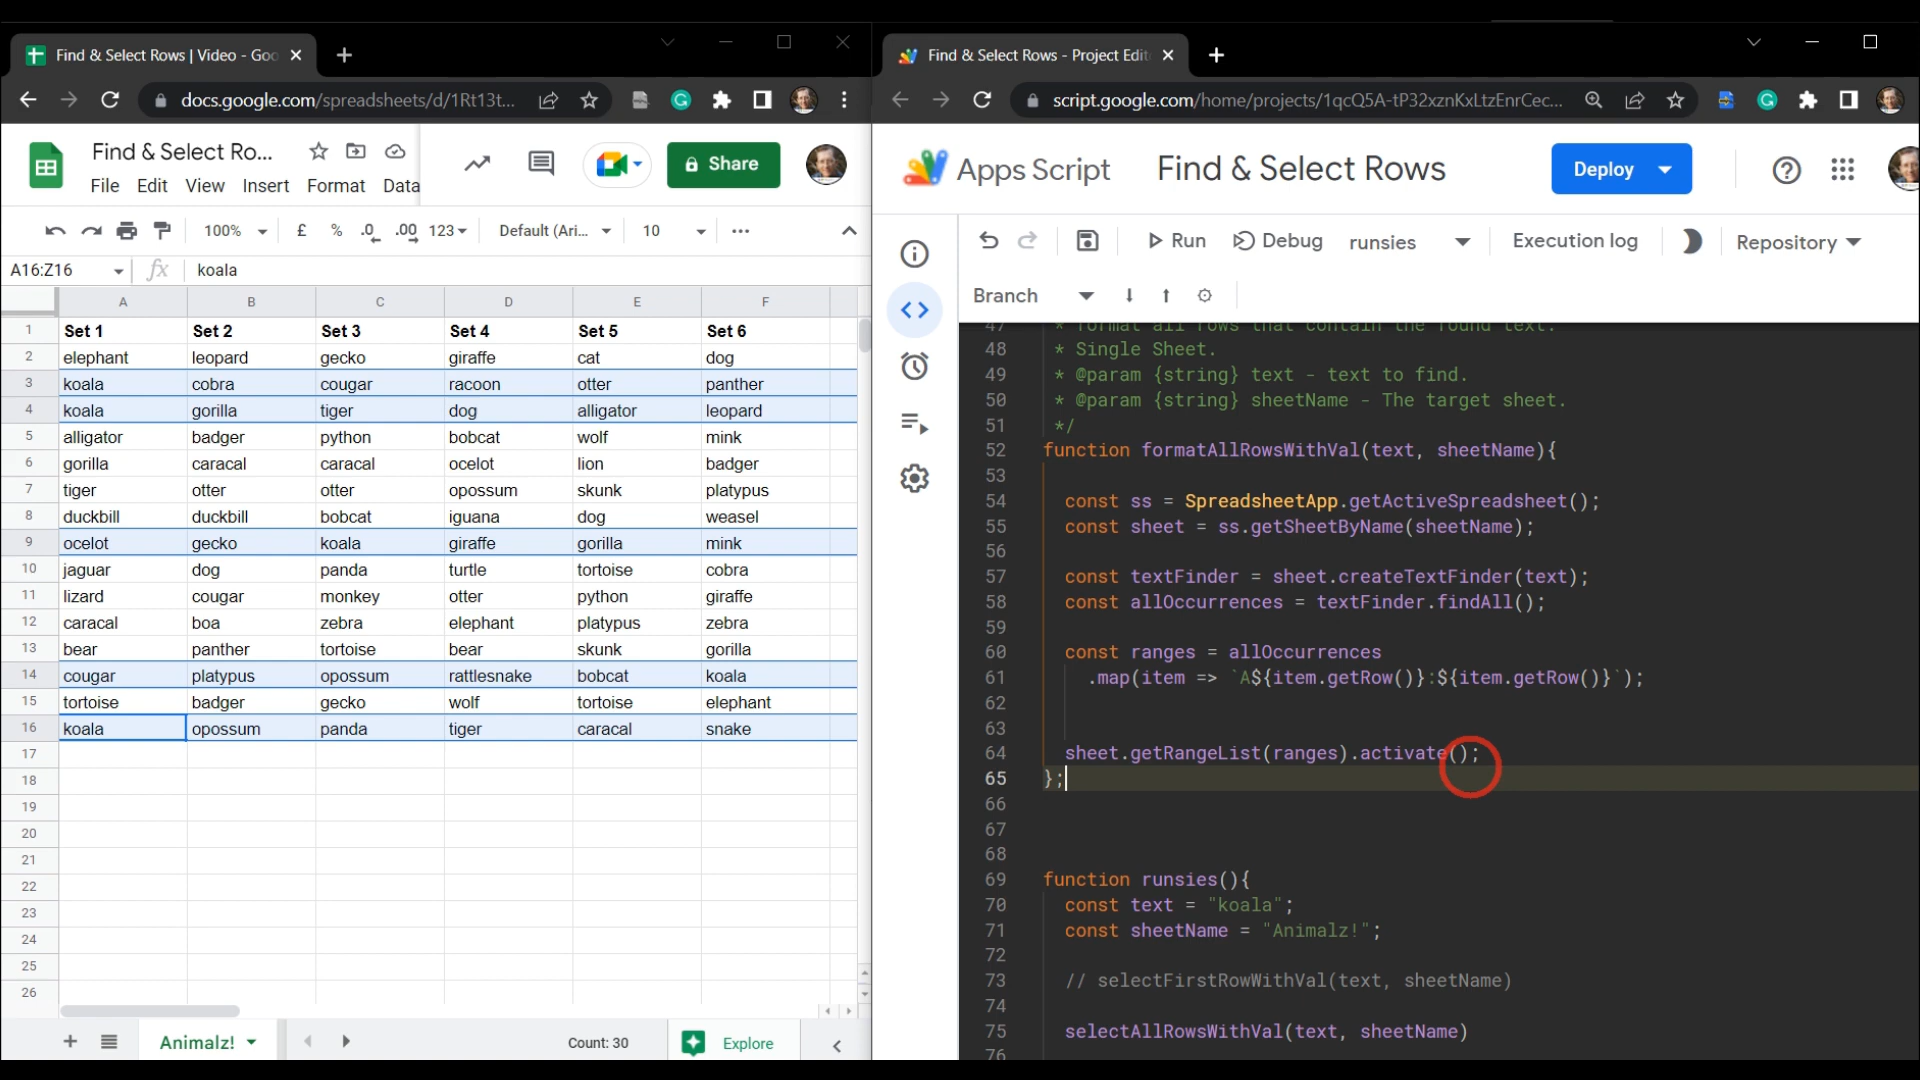 Find & Select Rows | Video - Goo
docs.google.com/spreadsheets/d/1Rt13t...
Find & Select Ro...
File Edit View Insert Format Data
Share
100% £ % .0 .00 123 Default (Ari... 10
A16:Z16 fx koala
A B C D E F
1 Set 1 Set 2 Set 3 Set 4 Set 5 Set 6
2 elephant leopard gecko giraffe cat dog
3 koala cobra cougar racoon otter panther
4 koala gorilla tiger dog alligator leopard
5 alligator badger python bobcat wolf mink
6 gorilla caracal caracal ocelot lion badger
7 tiger otter otter opossum skunk platypus
8 duckbill duckbill bobcat iguana dog weasel
9 ocelot gecko koala giraffe gorilla mink
10 jaguar dog panda turtle tortoise cobra
11 lizard cougar monkey otter python giraffe
12 caracal boa zebra elephant platypus zebra
13 bear panther tortoise bear skunk gorilla
14 cougar platypus opossum rattlesnake bobcat koala
15 tortoise badger gecko wolf tortoise elephant
16 koala opossum panda tiger caracal snake
17
18
19
20
21
22
23
24
25
26
Animalz! Count: 30 Explore
Find & Select Rows - Project Edit
script.google.com/home/projects/1qcQ5A-tP32xznKxLtzEnrCec...
Apps Script Find & Select Rows Deploy
Run Debug runsies Execution log Repository
Branch
47 * format all rows that contain the found text.
48 * Single Sheet.
49 * @param {string} text - text to find.
50 * @param {string} sheetName - The target sheet.
51 */
52 function formatAllRowsWithVal(text, sheetName){
53
54 const ss = SpreadsheetApp.getActiveSpreadsheet();
55 const sheet = ss.getSheetByName(sheetName);
56
57 const textFinder = sheet.createTextFinder(text);
58 const allOccurrences = textFinder.findAll();
59
60 const ranges = allOccurrences
61 .map(item => `A${item.getRow()}:${item.getRow()}`);
62
63
64 sheet.getRangeList(ranges).activate();
65 };
66
67
68
69 function runsies(){
70 const text = "koala";
71 const sheetName = "Animalz!";
72
73 // selectFirstRowWithVal(text, sheetName)
74
75 selectAllRowsWithVal(text, sheetName)
76